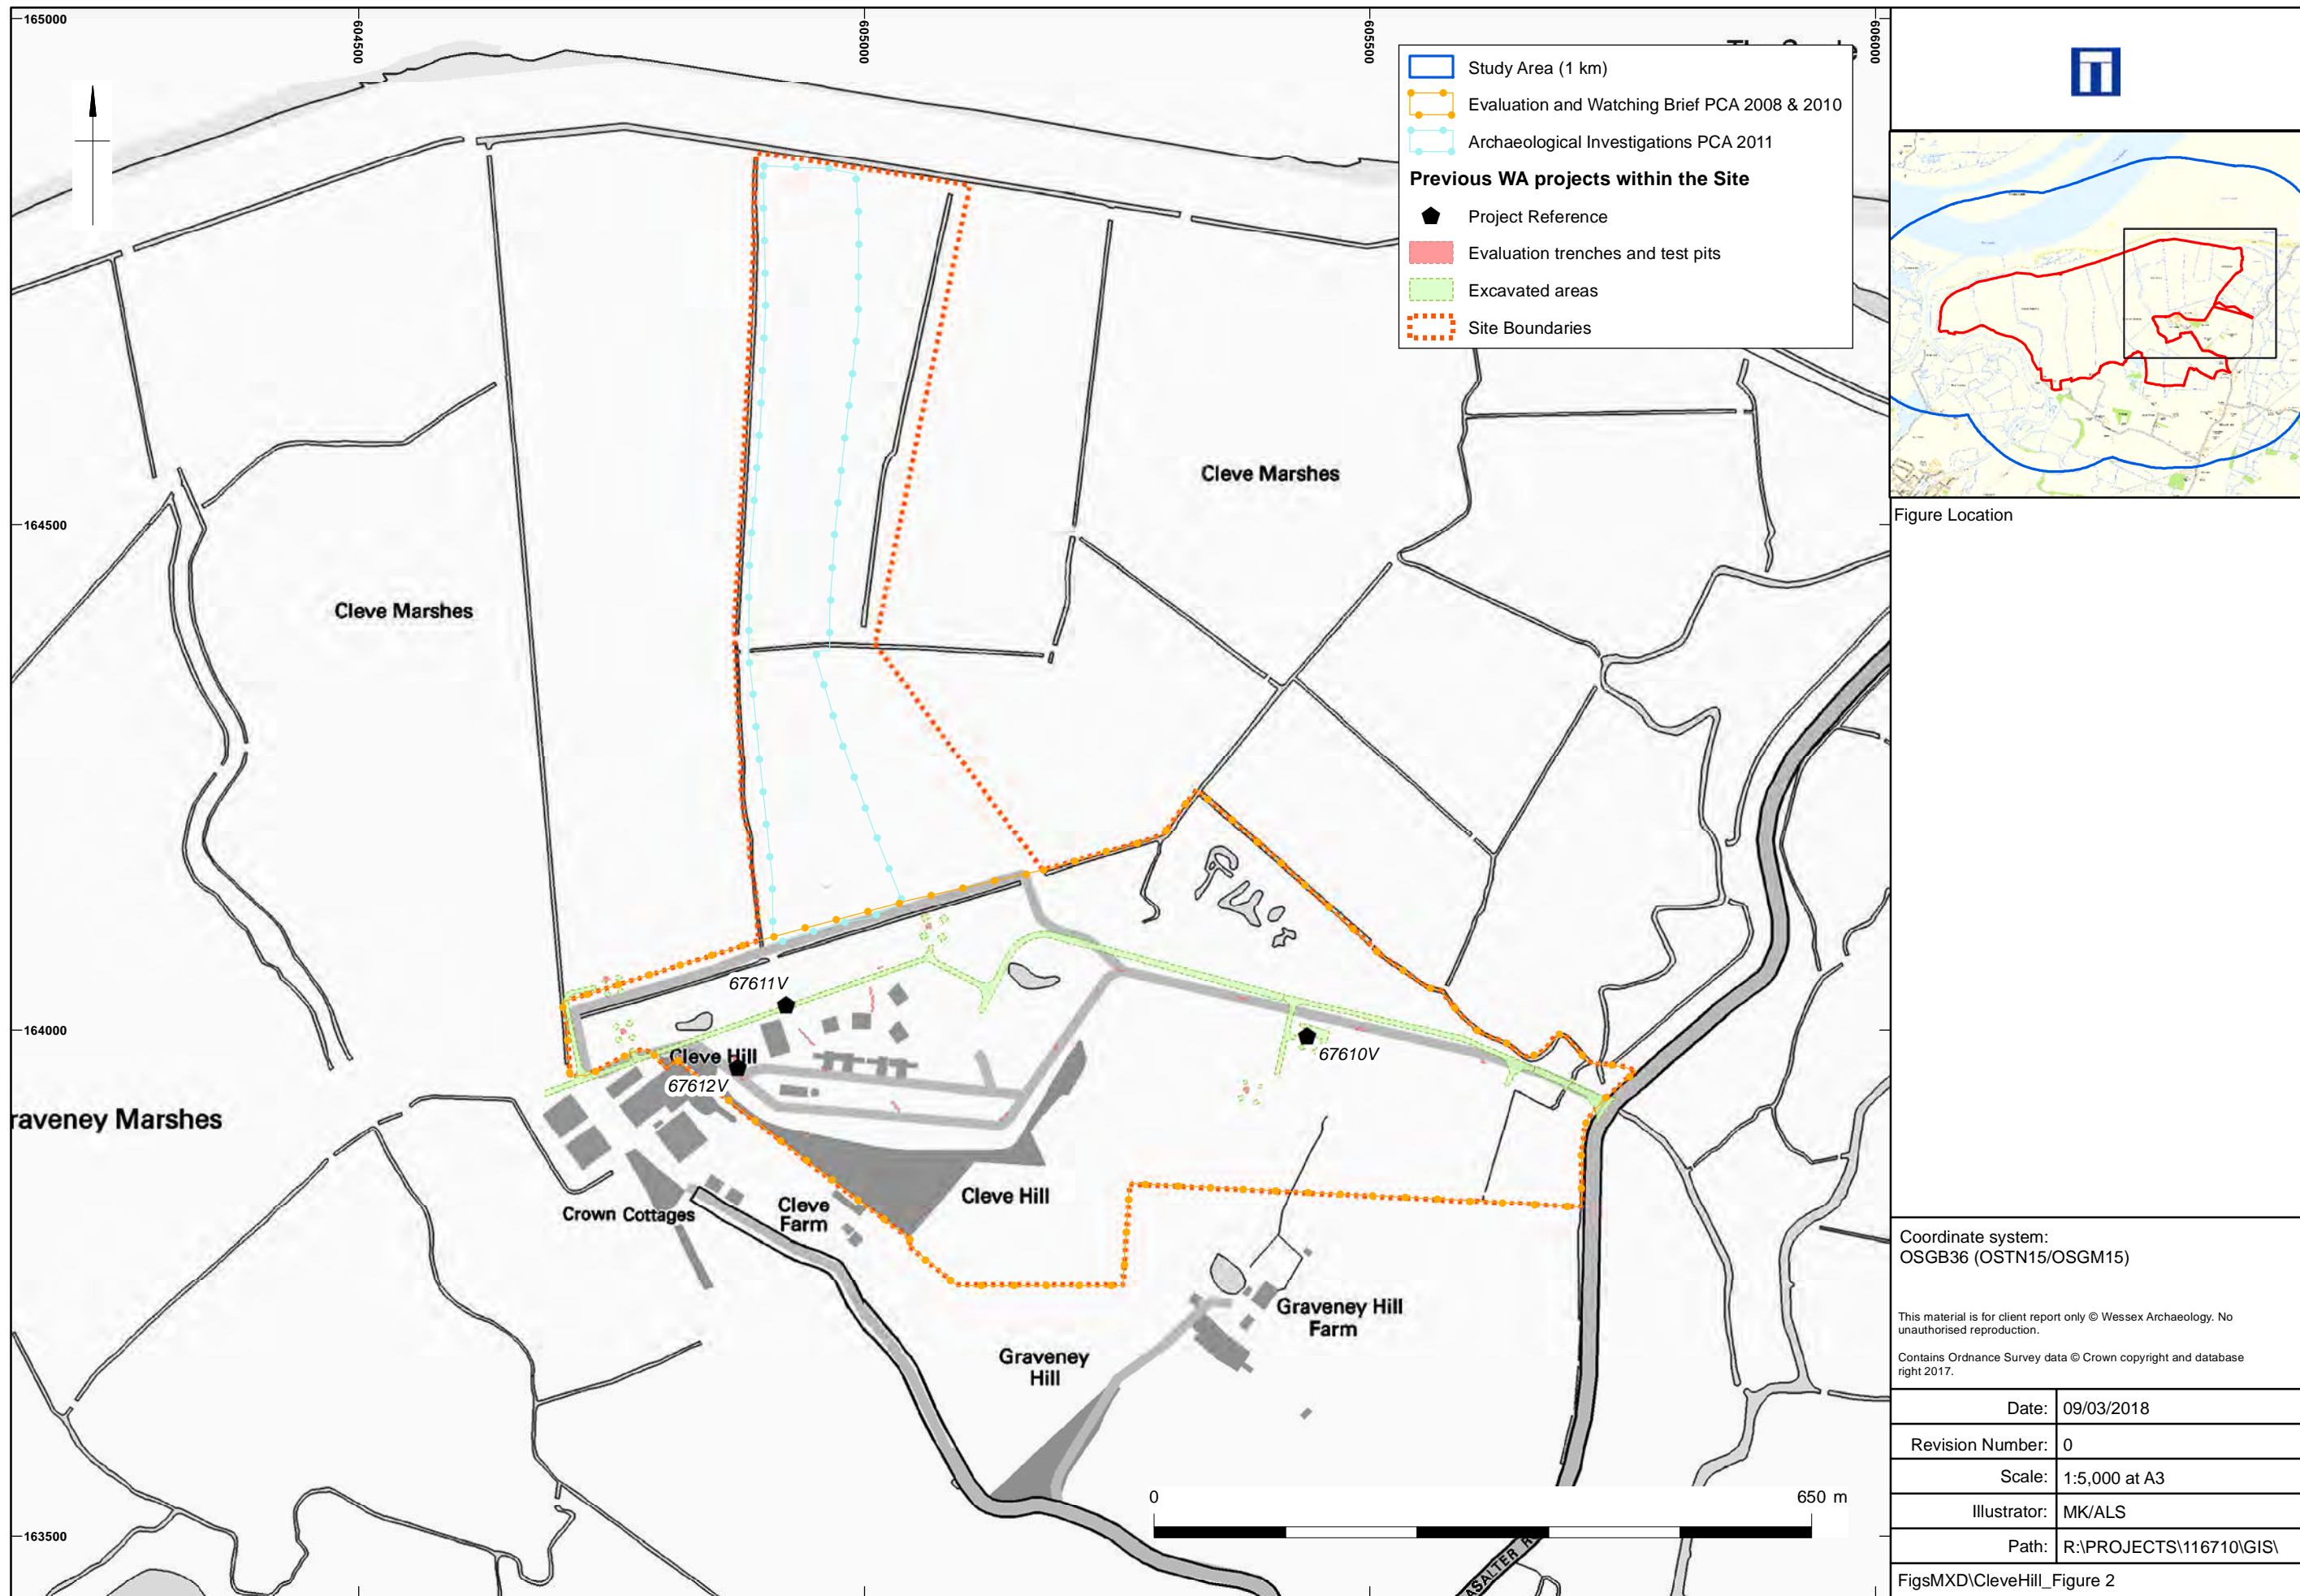 165000
604500
605000
605500
606000
Study Area (1 km)
Evaluation and Watching Brief PCA 2008 & 2010
Archaeological Investigations PCA 2011
Previous WA projects within the Site
Project Reference
Evaluation trenches and test pits
Excavated areas
Site Boundaries
Figure Location
Cleve Marshes
164500
Cleve Marshes
67611V
164000
Cleve Hill
67610V
67612V
raveney Marshes
Cleve Hill
Cleve
Farm
Crown Cottages
Graveney Hill
Farm
Graveney
Hill
0
650 m
163500
ASALTER R
Coordinate system:
OSGB36 (OSTN15/OSGM15)
This material is for client report only © Wessex Archaeology. No
unauthorised reproduction.
Contains Ordnance Survey data © Crown copyright and database
right 2017.
Date: 09/03/2018
Revision Number: 0
Scale: 1:5,000 at A3
Illustrator: MK/ALS
Path: R:\PROJECTS\116710\GIS\
FigsMXD\CleveHill_Figure 2